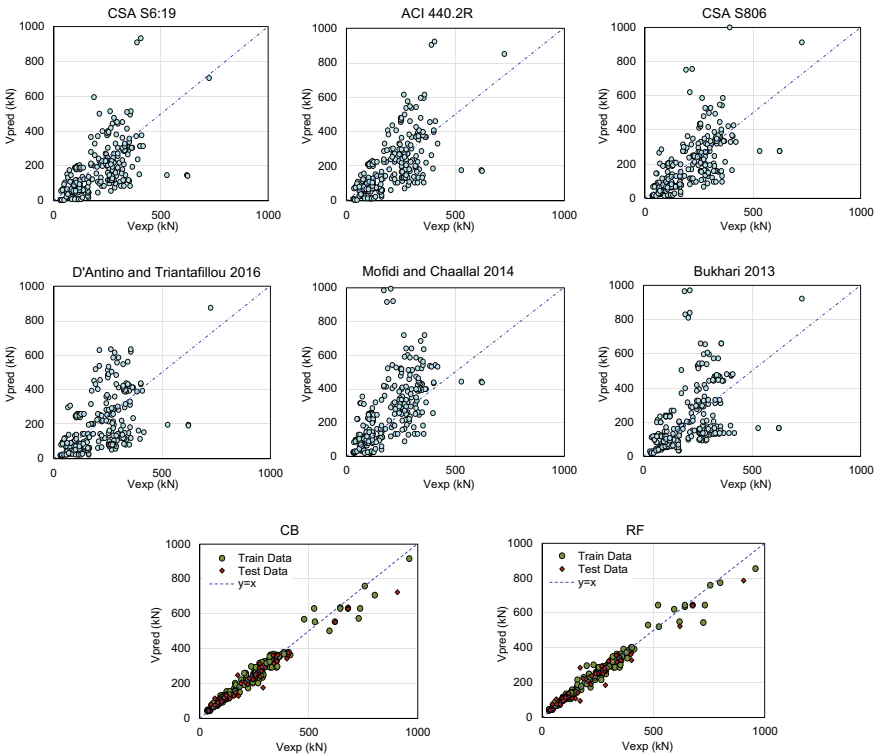 CSA S6:19
ACI 440.2R
CSA S806
1000
800
600
400
200
0
Vpred (kN)
0
500
1000
Vexp (kN)
1000
800
600
400
200
0
Vpred (kN)
0
500
1000
Vexp (kN)
1000
800
600
400
200
0
Vpred (kN)
0
500
1000
Vexp (kN)
D'Antino and Triantafillou 2016
Mofidi and Chaallal 2014
Bukhari 2013
1000
800
600
400
200
0
Vpred (kN)
0
500
1000
Vexp (kN)
1000
800
600
400
200
0
Vpred (kN)
0
500
1000
Vexp (kN)
1000
800
600
400
200
0
Vpred (kN)
0
500
1000
Vexp (kN)
CB
RF
1000
800
600
400
200
0
Vpred (kN)
Train Data
Test Data
y=x
0
500
1000
Vexp (kN)
1000
800
600
400
200
0
Vpred (kN)
Train Data
Test Data
y=x
0
500
1000
Vexp (kN)